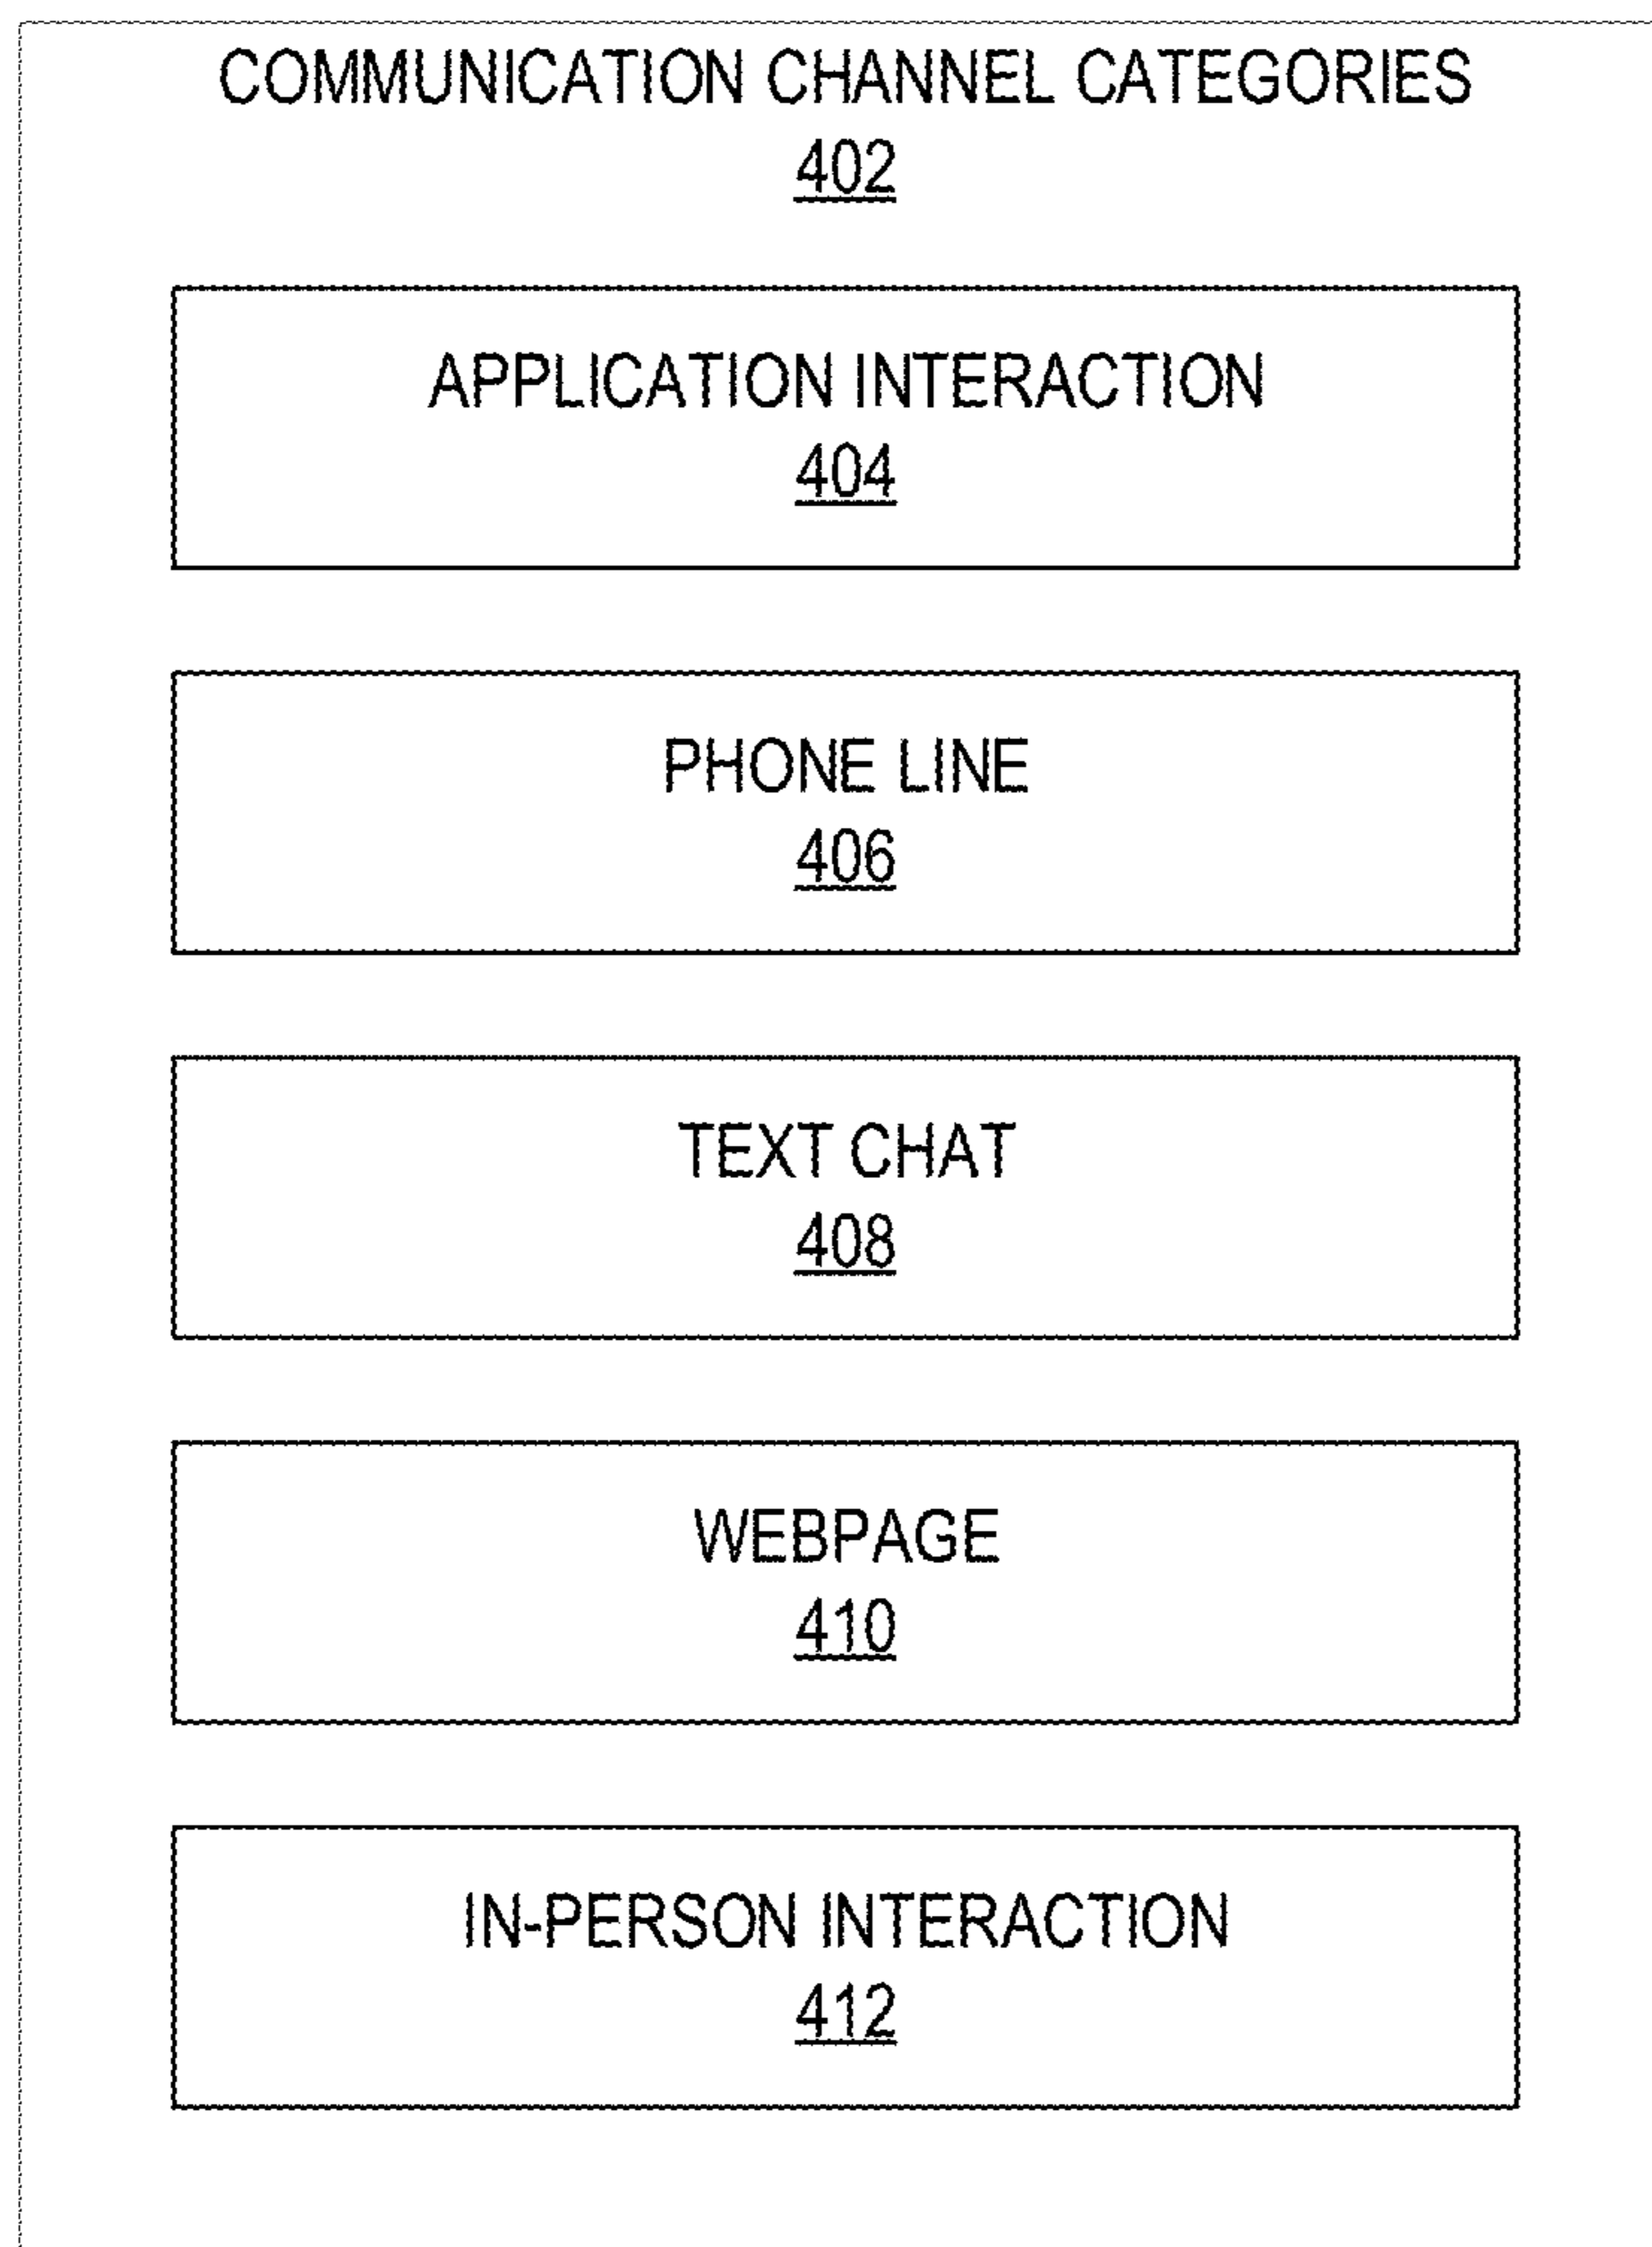 COMMUNICATION CHANNEL CATEGORIES
402
APPLICATION INTERACTION
404
PHONE LINE
406
TEXT CHAT
408
WEBPAGE
410
IN-PERSON INTERACTION
412